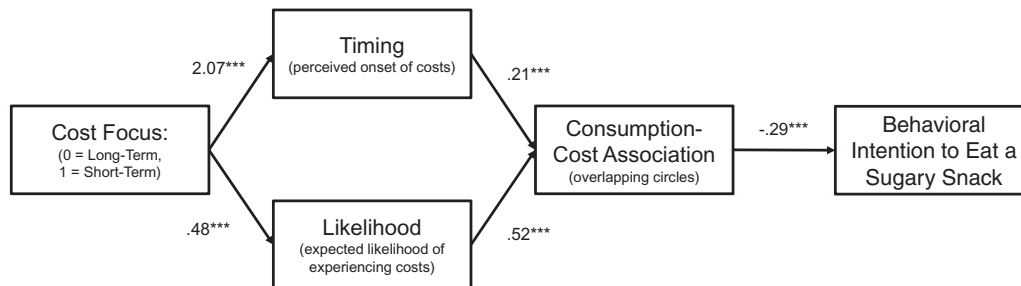 Timing
(perceived onset of costs)
2.07***
.21***
Cost Focus:
(0 = Long-Term,
1 = Short-Term)
Consumption-
Cost Association
(overlapping circles)
-.29***
Behavioral
Intention to Eat a
Sugary Snack
.48***
Likelihood
(expected likelihood of
experiencing costs)
.52***